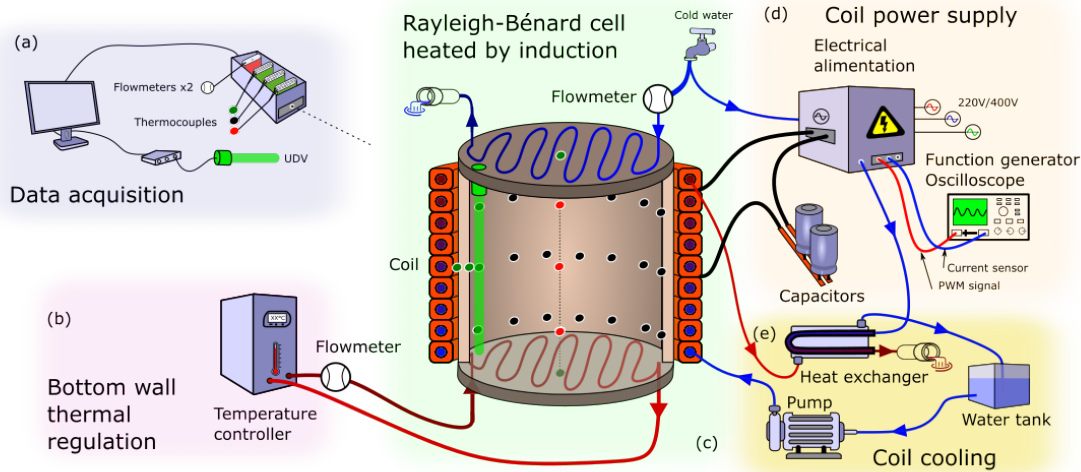 (a)
Flowmeters x2
Thermocouples
UDV
Data acquisition
(b)
XX°C
Flowmeter
Bottom wall
thermal
regulation
Temperature
controller
Rayleigh-Bénard cell
heated by induction
Cold water
Flowmeter
Coil
(c)
(d)
Coil power supply
Electrical
alimentation
220V/400V
Function generator
Oscilloscope
Current sensor
PWM signal
Capacitors
(e)
Heat exchanger
Water tank
Pump
Coil cooling